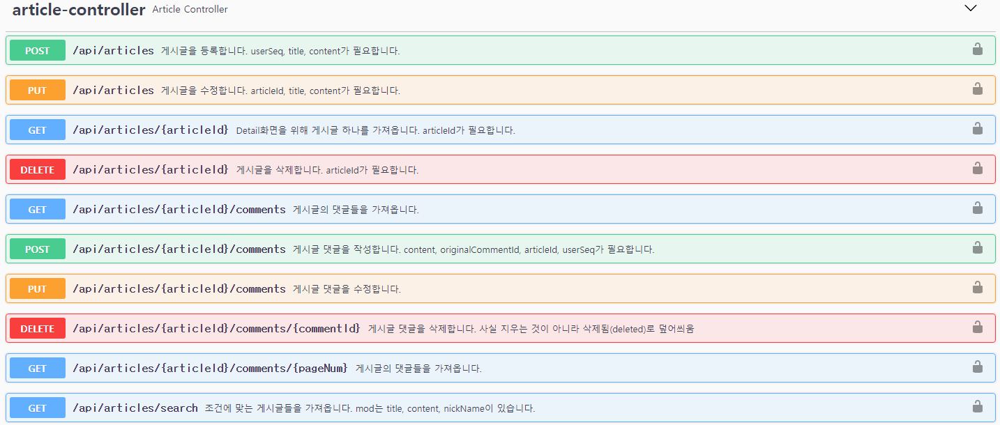 article-controller Article Controller
POST /api/articles 게시글을 등록합니다. userSeq, title, content가 필요합니다.
PUT /api/articles 게시글을 수정합니다. articleId, title, content가 필요합니다.
GET /api/articles/{articleId} Detail화면을 위해 게시글 하나를 가져옵니다. articleId가 필요합니다.
DELETE /api/articles/{articleId} 게시글을 삭제합니다. articleId가 필요합니다.
GET /api/articles/{articleId}/comments 게시글의 댓글들을 가져옵니다.
POST /api/articles/{articleId}/comments 게시글 댓글을 작성합니다. content, originalCommentId, articleId, userSeq가 필요합니다.
PUT /api/articles/{articleId}/comments 게시글 댓글을 수정합니다.
DELETE /api/articles/{articleId}/comments/{commentId} 게시글 댓글을 삭제합니다. 사실 지우는 것이 아니라 삭제됨(deleted)로 덮어씌움
GET /api/articles/{articleId}/comments/{pageNum} 게시글의 댓글들을 가져옵니다.
GET /api/articles/search 조건에 맞는 게시글들을 가져옵니다. mod는 title, content, nickName이 있습니다.